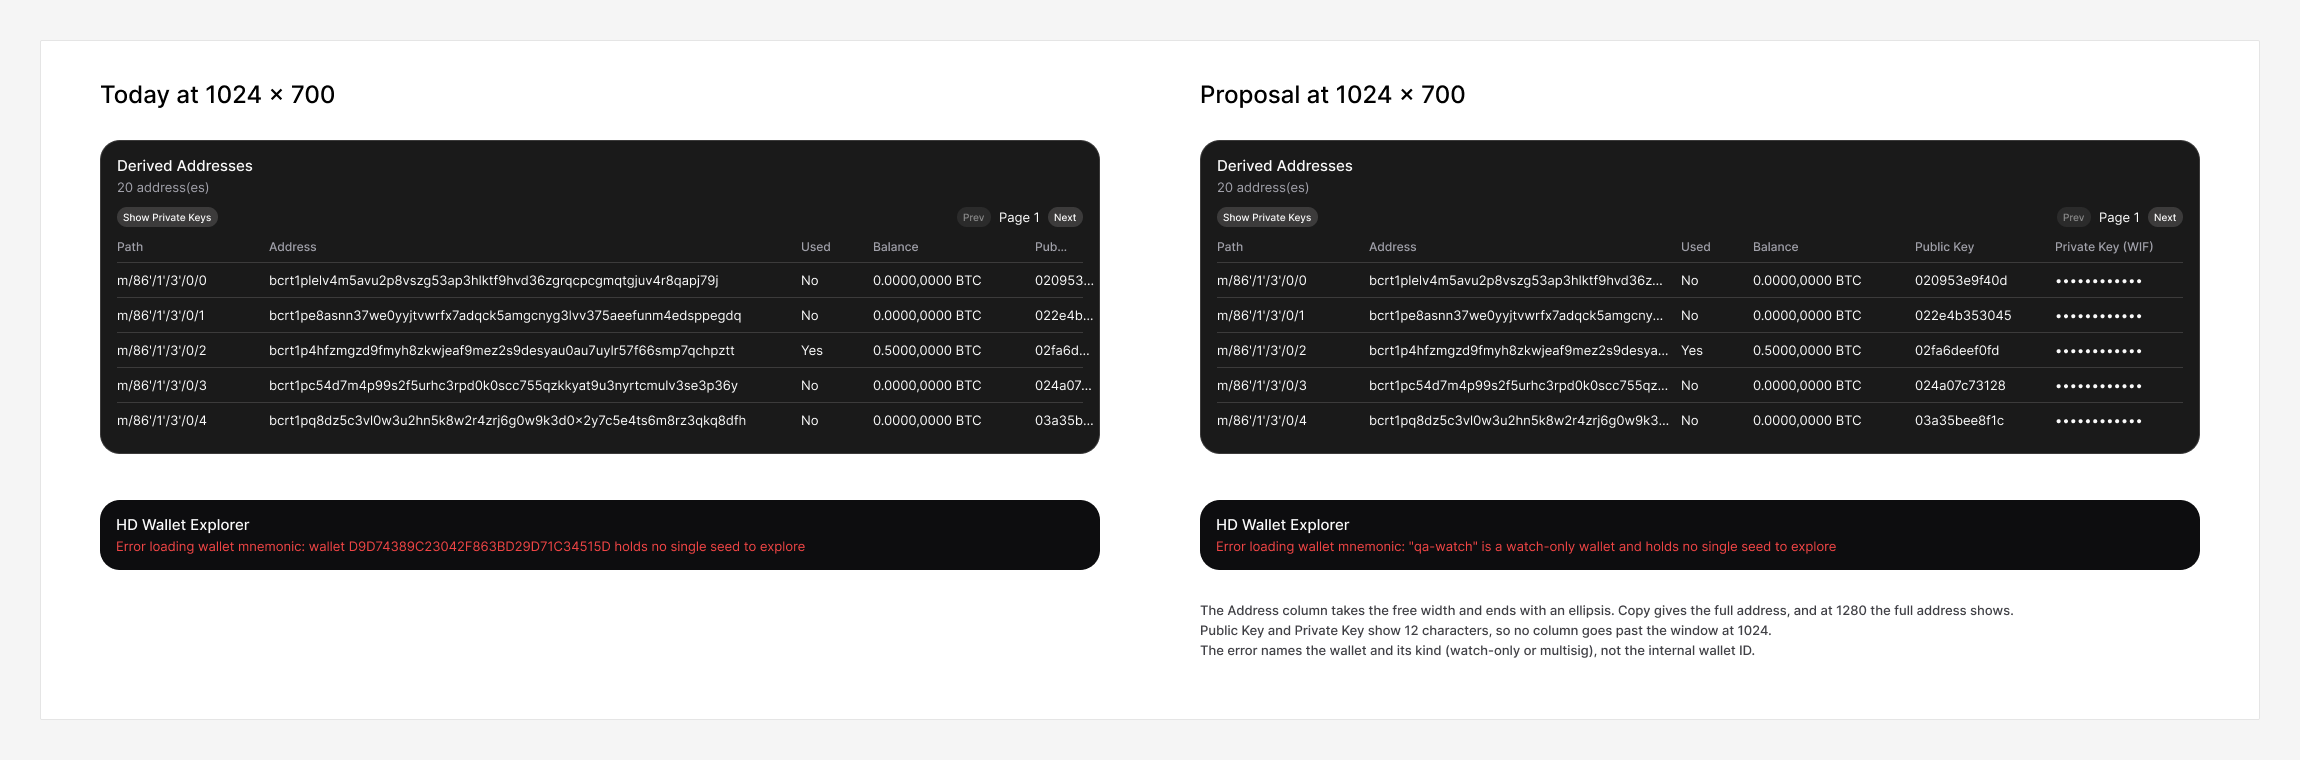 Today at 1024 × 700
Derived Addresses
20 address(es)
Show Private Keys Prev Page 1 Next
Path Address Used Balance Pub...
m/86'/1'/3'/0/0 bcrt1plelv4m5avu2p8vszg53ap3hlktf9hvd36zgrqcpcgmqtgjuv4r8qapj79j No 0.0000,0000 BTC 020953...
m/86'/1'/3'/0/1 bcrt1pe8asnn37we0yyjtvwrfx7adqck5amgcnyg3lvv375aeefunm4edsppegdq No 0.0000,0000 BTC 022e4b...
m/86'/1'/3'/0/2 bcrt1p4hfzmgzd9fmyh8zkwjeaf9mez2s9desyau0au7uylr57f66smp7qchpztt Yes 0.5000,0000 BTC 02fa6d...
m/86'/1'/3'/0/3 bcrt1pc54d7m4p99s2f5urhc3rpd0k0scc755qzkkyat9u3nyrtcmulv3se3p36y No 0.0000,0000 BTC 024a07...
m/86'/1'/3'/0/4 bcrt1pq8dz5c3vl0w3u2hn5k8w2r4zrj6g0w9k3d0×2y7c5e4ts6m8rz3qkq8dfh No 0.0000,0000 BTC 03a35b...
HD Wallet Explorer
Error loading wallet mnemonic: wallet D9D74389C23042F863BD29D71C34515D holds no single seed to explore
Proposal at 1024 × 700
Derived Addresses
20 address(es)
Show Private Keys Prev Page 1 Next
Path Address Used Balance Public Key Private Key (WIF)
m/86'/1'/3'/0/0 bcrt1plelv4m5avu2p8vszg53ap3hlktf9hvd36z... No 0.0000,0000 BTC 020953e9f40d ••••••••••••
m/86'/1'/3'/0/1 bcrt1pe8asnn37we0yyjtvwrfx7adqck5amgcny... No 0.0000,0000 BTC 022e4b353045 ••••••••••••
m/86'/1'/3'/0/2 bcrt1p4hfzmgzd9fmyh8zkwjeaf9mez2s9desya... Yes 0.5000,0000 BTC 02fa6deef0fd ••••••••••••
m/86'/1'/3'/0/3 bcrt1pc54d7m4p99s2f5urhc3rpd0k0scc755qz... No 0.0000,0000 BTC 024a07c73128 ••••••••••••
m/86'/1'/3'/0/4 bcrt1pq8dz5c3vl0w3u2hn5k8w2r4zrj6g0w9k3... No 0.0000,0000 BTC 03a35bee8f1c ••••••••••••
HD Wallet Explorer
Error loading wallet mnemonic: "qa-watch" is a watch-only wallet and holds no single seed to explore
The Address column takes the free width and ends with an ellipsis. Copy gives the full address, and at 1280 the full address shows.
Public Key and Private Key show 12 characters, so no column goes past the window at 1024.
The error names the wallet and its kind (watch-only or multisig), not the internal wallet ID.